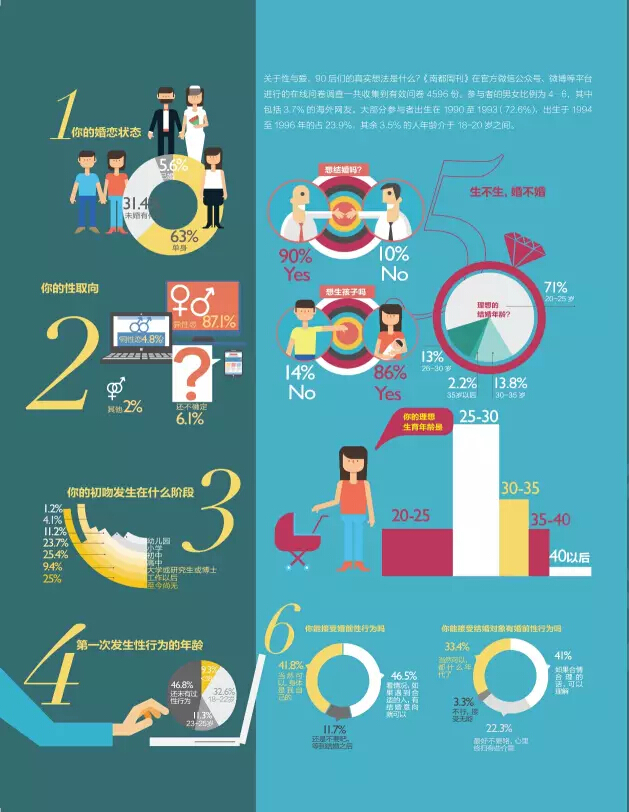 关于性与爱，90后们的真实想法是什么？《南都周刊》在官方微信公众号、微博等平台
进行的在线问卷调查一共收集到有效问卷 4596 份，参与者的男女比例为 4：6，其中
包括 3.7% 的海外网友。大部分参与者出生在 1990 至 1993（72.6%），出生于 1994
至 1996 年的占 23.9%，其余 3.5% 的人年龄介于 18-20 岁之间。
1
你的婚恋状态
5.6%
31.4%
未婚有伴
63%
单身
你的性取向
2
异性恋 87.1%
同性恋4.8%
?
其他 2%
还不确定
6.1%
你的初吻发生在什么阶段
3
1.2%
4.1%
11.2%
23.7%
25.4%
9.4%
25%
幼儿园
小学
初中
高中
大学或研究生或博士
工作以后
至今尚无
4
第一次发生性行为的年龄
46.8%
还未有过
性行为
9.3%
32.6%
18-22岁
11.3%
23-25岁
5
生不生，婚不婚
想结婚吗？
90%
Yes
10%
No
想生孩子吗
14%
No
86%
Yes
理想的
结婚年龄？
71%
20-25 岁
13%
26-30 岁
2.2%
35岁以后
13.8%
30-35 岁
你的理想
生育年龄是
25-30
30-35
20-25
35-40
40以后
6
你能接受婚前性行为吗
41.8%
当然可
以，身体
是我自
己的
46.5%
看情况，如
果遇到合
适的人，有
结婚意向
就可以
11.7%
还是不要吧，
等到结婚之后
你能接受结婚对象有婚前性行为吗
33.4%
当然可以，
都什么年
代了
41%
如果合情
合理的
话，可以
理解
3.3%
不行，接
受无能
22.3%
最好不要吧，心里
会有些介意